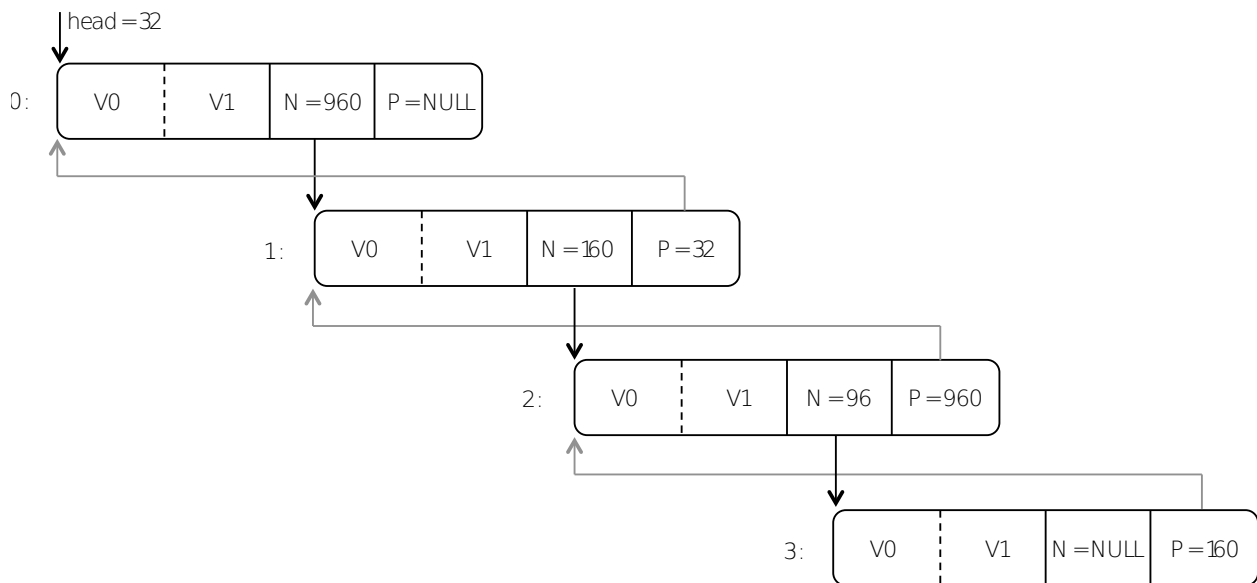 head = 32
0: V0 V1 N = 960 P = NULL
1: V0 V1 N = 160 P = 32
2: V0 V1 N = 96 P = 960
3: V0 V1 N = NULL P = 160